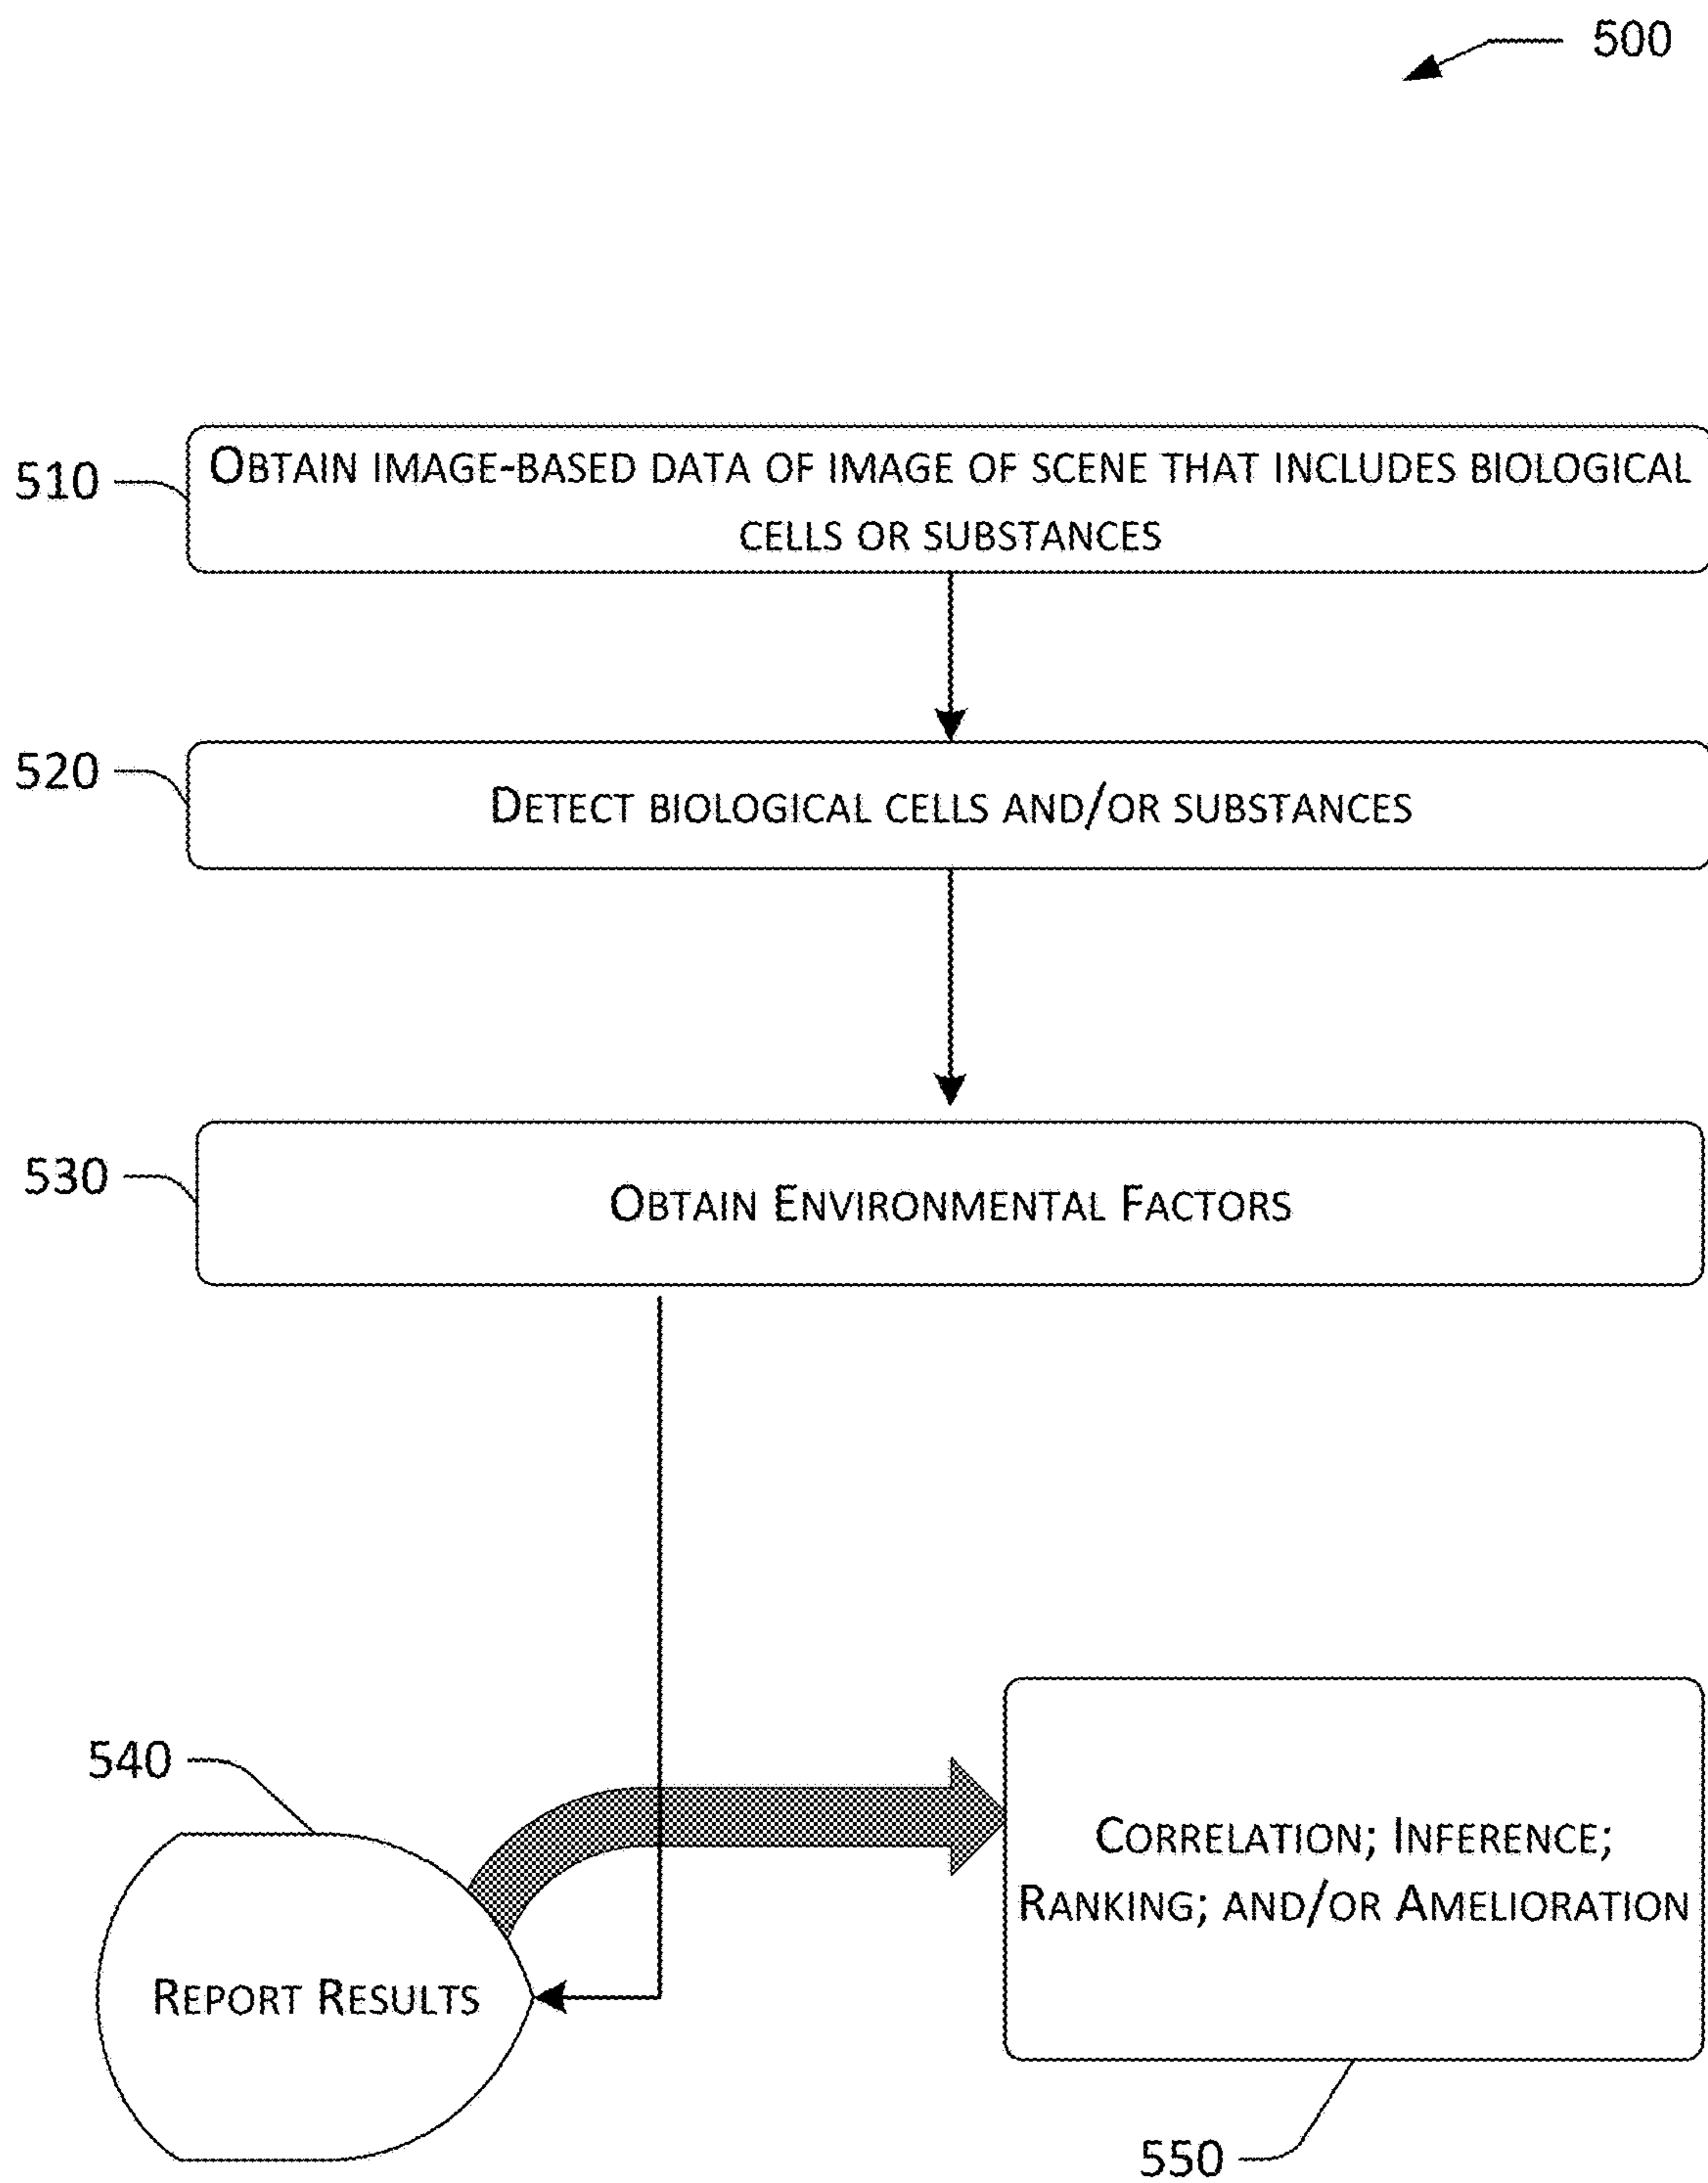 500
510
OBTAIN IMAGE-BASED DATA OF IMAGE OF SCENE THAT INCLUDES BIOLOGICAL
CELLS OR SUBSTANCES
520
DETECT BIOLOGICAL CELLS AND/OR SUBSTANCES
530
OBTAIN ENVIRONMENTAL FACTORS
540
REPORT RESULTS
CORRELATION; INFERENCE;
RANKING; AND/OR AMELIORATION
550